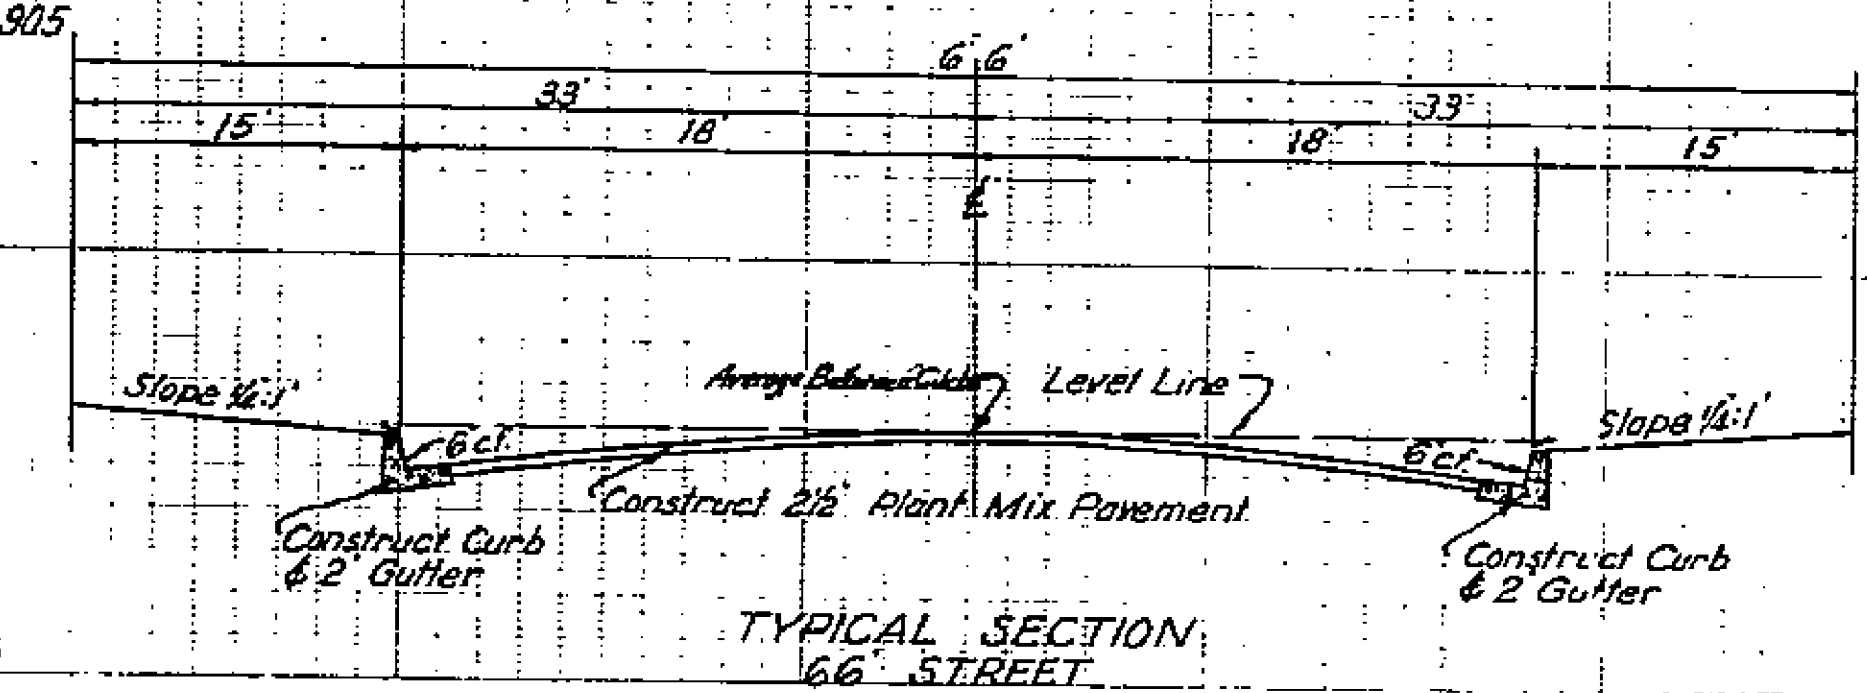 905
6 6'
33'
33'
15'
18'
18'
15'
℄
Slope 1/4":1'
Average Between
Level Line
Slope 1/4":1'
6" cf.
6" cf.
Construct 2½" Plant Mix Pavement
Construct Curb
& 2' Gutter
Construct Curb
& 2' Gutter
TYPICAL SECTION
66' STREET